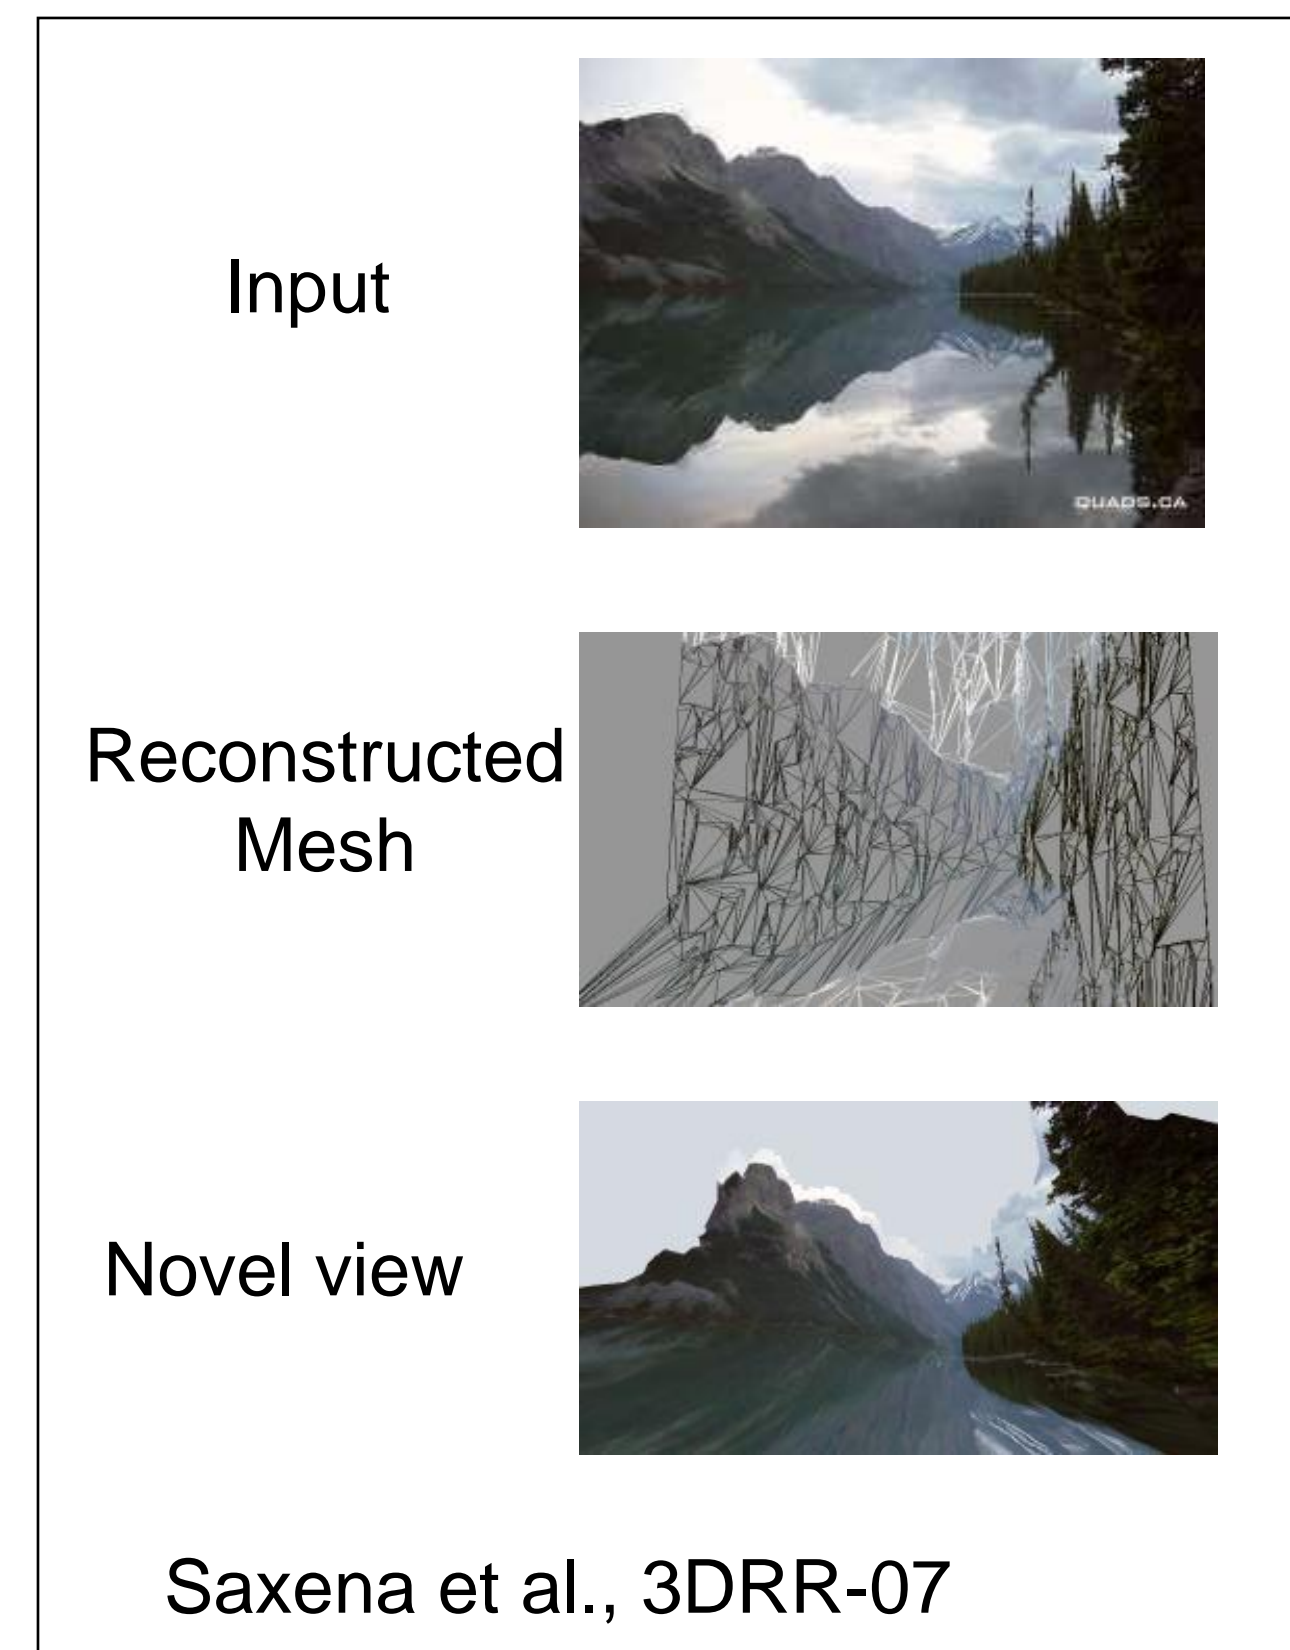 Input
QUADS.CA
Reconstructed
Mesh
Novel view
Saxena et al., 3DRR-07